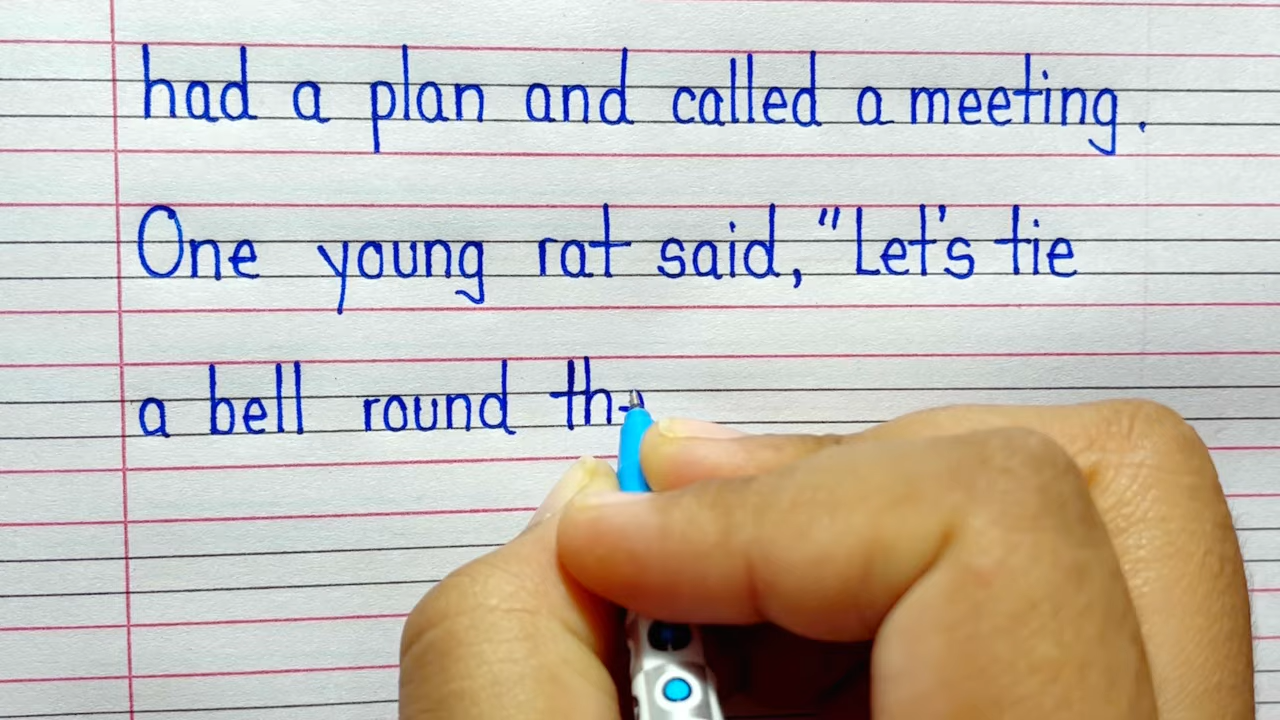 had a plan and called a meeting.
One young rat said, "Let's tie
a bell round th